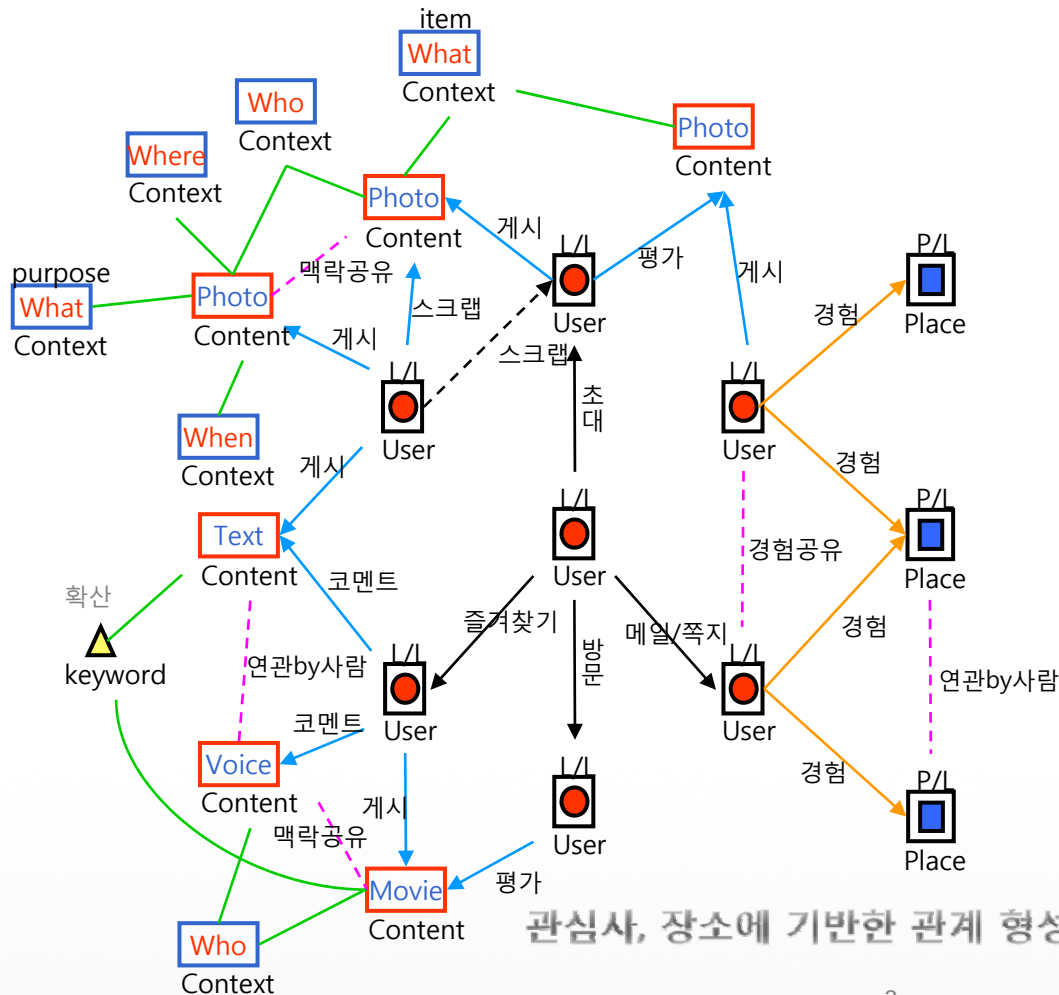 item
What
Context
Who
Context
Where
Context
Photo
Content
Photo
Content
게시
L/I
User
평가
게시
P/L
Place
purpose
What
Context
Photo
Content
맥락공유
스크랩
게시
스크랩
경험
L/I
User
L/I
User
초대
When
Context
게시
경험
Text
Content
L/I
User
경험공유
P/L
Place
확산
keyword
코멘트
즐겨찾기
메일/쪽지
경험
연관by사람
L/I
User
방문
L/I
User
연관by사람
Voice
Content
코멘트
게시
맥락공유
L/I
User
경험
P/L
Place
Movie
Content
평가
Who
Context
관심사, 장소에 기반한 관계 형성